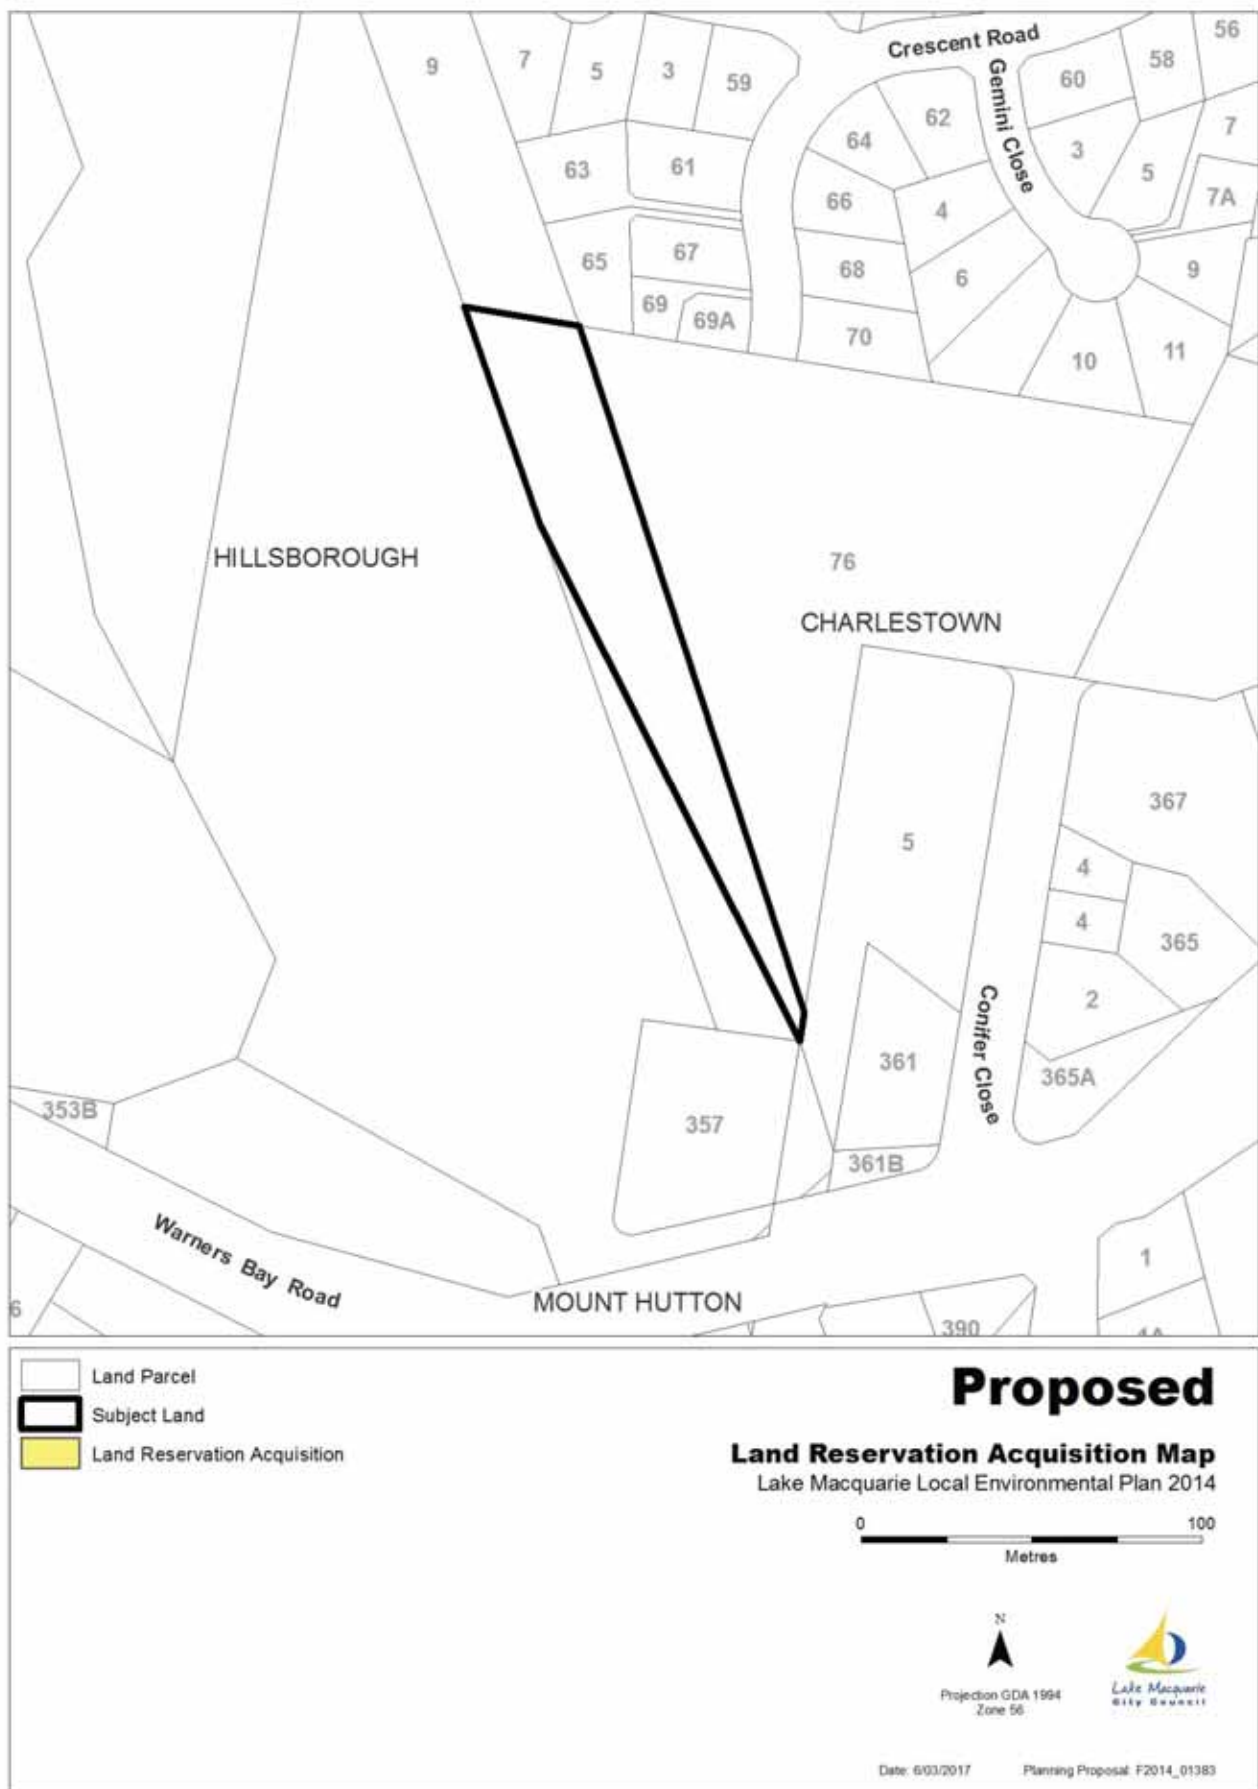 Crescent Road
56
58
9
7
5
3
59
60
Gemini Close
62
64
3
7
63
61
5
7A
66
4
67
65
68
6
9
69
69A
70
10
11
HILLSBOROUGH
76
CHARLESTOWN
367
5
4
4
365
2
Conifer Close
361
365A
353B
357
361B
Warners Bay Road
1
MOUNT HUTTON
6
390
1A
Land Parcel
Subject Land
Land Reservation Acquisition
Proposed
Land Reservation Acquisition Map
Lake Macquarie Local Environmental Plan 2014
0 100
Metres
N
Projection GDA 1994
Zone 56
Lake Macquarie
City Council
Date: 6/03/2017 Planning Proposal: F2014_01383